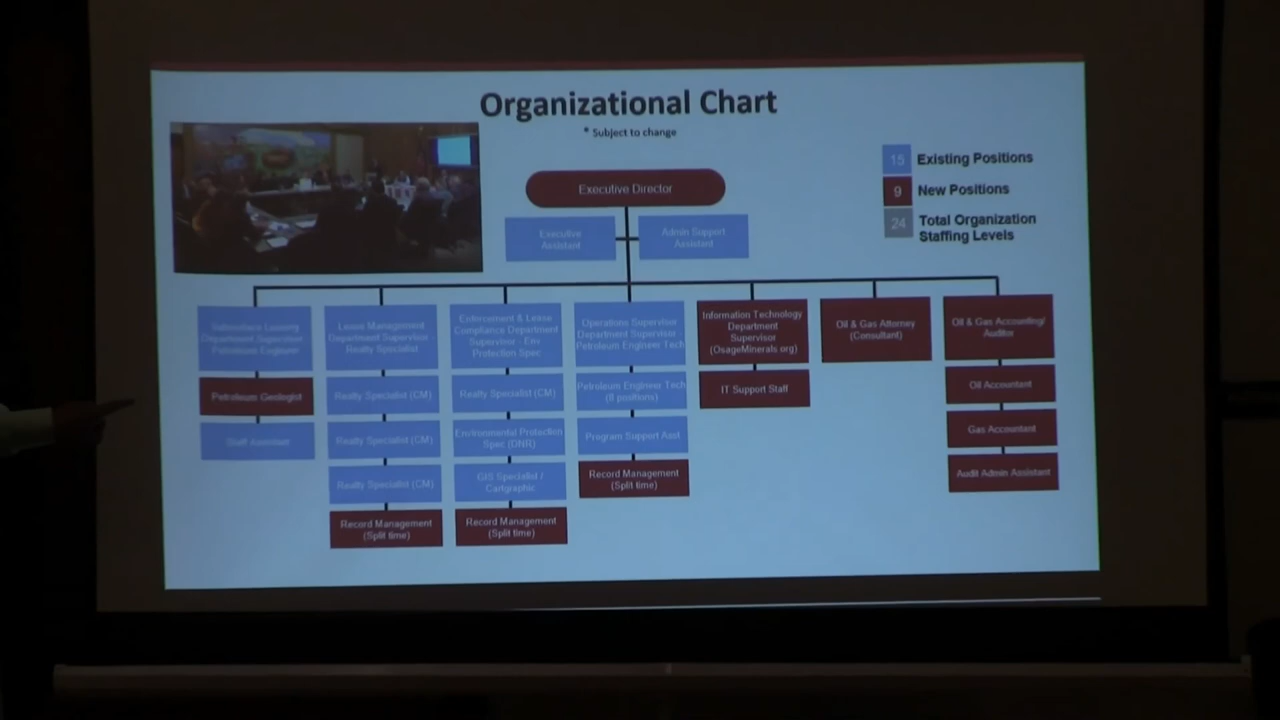 Organizational Chart
* Subject to change
15 Existing Positions
9 New Positions
24 Total Organization
Staffing Levels
Executive Director
Executive
Assistant
Admin Support
Assistant
Department Supervisor
Petroleum Engineer
Petroleum Geologist
Staff Assistant
Lease Management
Department Supervisor
Realty Specialist
Realty Specialist (CM)
Realty Specialist (CM)
Realty Specialist (CM)
Record Management
(Split time)
Enforcement & Lease
Compliance Department
Supervisor - Env
Protection Spec
Realty Specialist (CM)
Environmental Protection
Spec (DNR)
GIS Specialist /
Cartgraphic
Record Management
(Split time)
Operations Supervisor
Department Supervisor
Petroleum Engineer Tech
Petroleum Engineer Tech
(8 positions)
Program Support Asst
Record Management
(Split time)
Information Technology
Department
Supervisor
(OsageMinerals org)
IT Support Staff
Oil & Gas Attorney
(Consultant)
Oil & Gas Accounting/
Auditor
Oil Accountant
Gas Accountant
Audit Admin Assistant